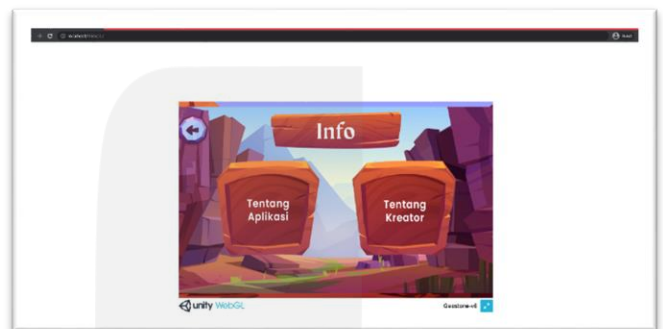 Info
Tentang
Aplikasi
Tentang
Kreator
unity WebGL